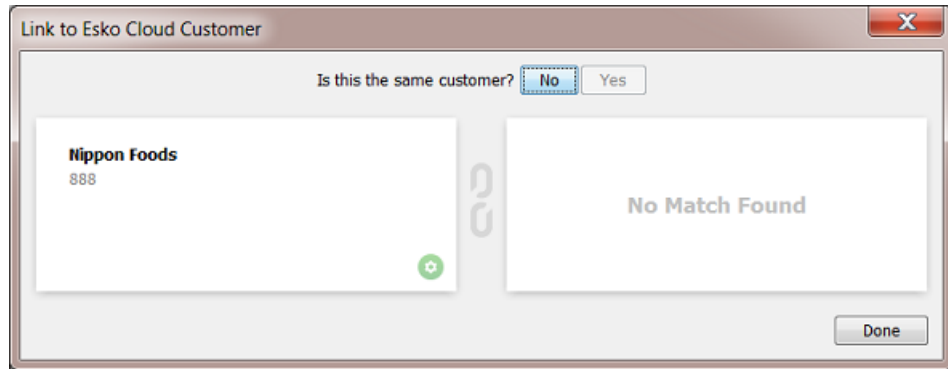 Link to Esko Cloud Customer
Is this the same customer? No Yes
Nippon Foods
888
No Match Found
Done